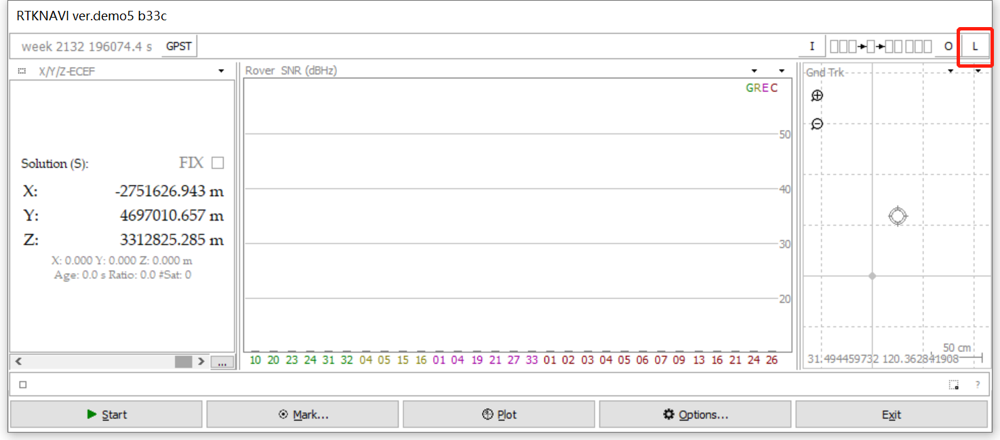 RTKNAVI ver.demo5 b33c
week 2132 196074.4 s GPST I O L
X/Y/Z-ECEF
Rover SNR (dBHz)
Gnd Trk
GREC
50
40
30
20
Solution (S): FIX
X: -2751626.943 m
Y: 4697010.657 m
Z: 3312825.285 m
X: 0.000 Y: 0.000 Z: 0.000 m
Age: 0.0 s Ratio: 0.0 #Sat: 0
...
10 20 23 24 31 32 04 05 15 16 01 04 19 21 27 33 01 02 03 04 05 06 07 09 13 16 21 24 26
50 cm
31.494459732 120.362841908
?
Start Mark... Plot Options... Exit